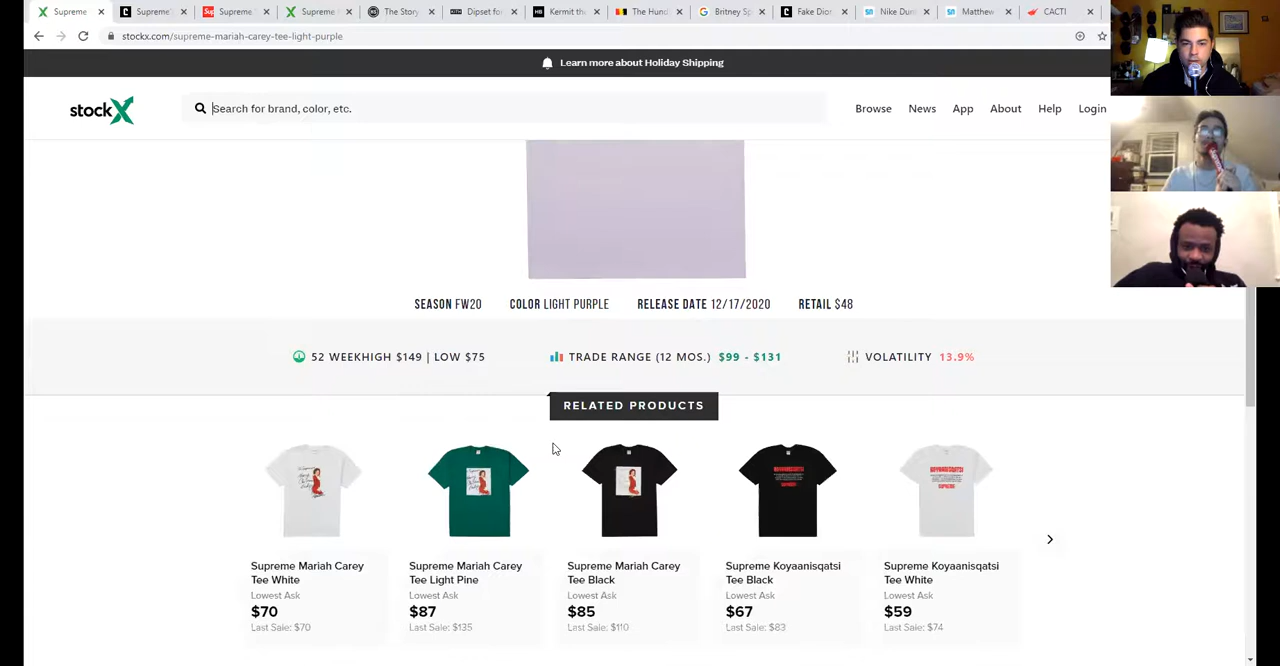 Supreme
Supreme'
Supreme
Supreme
The Story
Dipset for
Kermit the
The Hund
Britney Sp
Fake Dior
Nike Dunk
Matthew
CACTI
stockx.com/supreme-mariah-carey-tee-light-purple
Learn more about Holiday Shipping
stockX
Search for brand, color, etc.
Browse News App About Help Login
SEASON FW20 COLOR LIGHT PURPLE RELEASE DATE 12/17/2020 RETAIL $48
52 WEEKHIGH $149 | LOW $75 TRADE RANGE (12 MOS.) $99 - $131 VOLATILITY 13.9%
RELATED PRODUCTS
Supreme Mariah Carey
Tee White
Lowest Ask
$70
Last Sale: $70
Supreme Mariah Carey
Tee Light Pine
Lowest Ask
$87
Last Sale: $135
Supreme Mariah Carey
Tee Black
Lowest Ask
$85
Last Sale: $110
Supreme Koyaanisqatsi
Tee Black
Lowest Ask
$67
Last Sale: $83
Supreme Koyaanisqatsi
Tee White
Lowest Ask
$59
Last Sale: $74